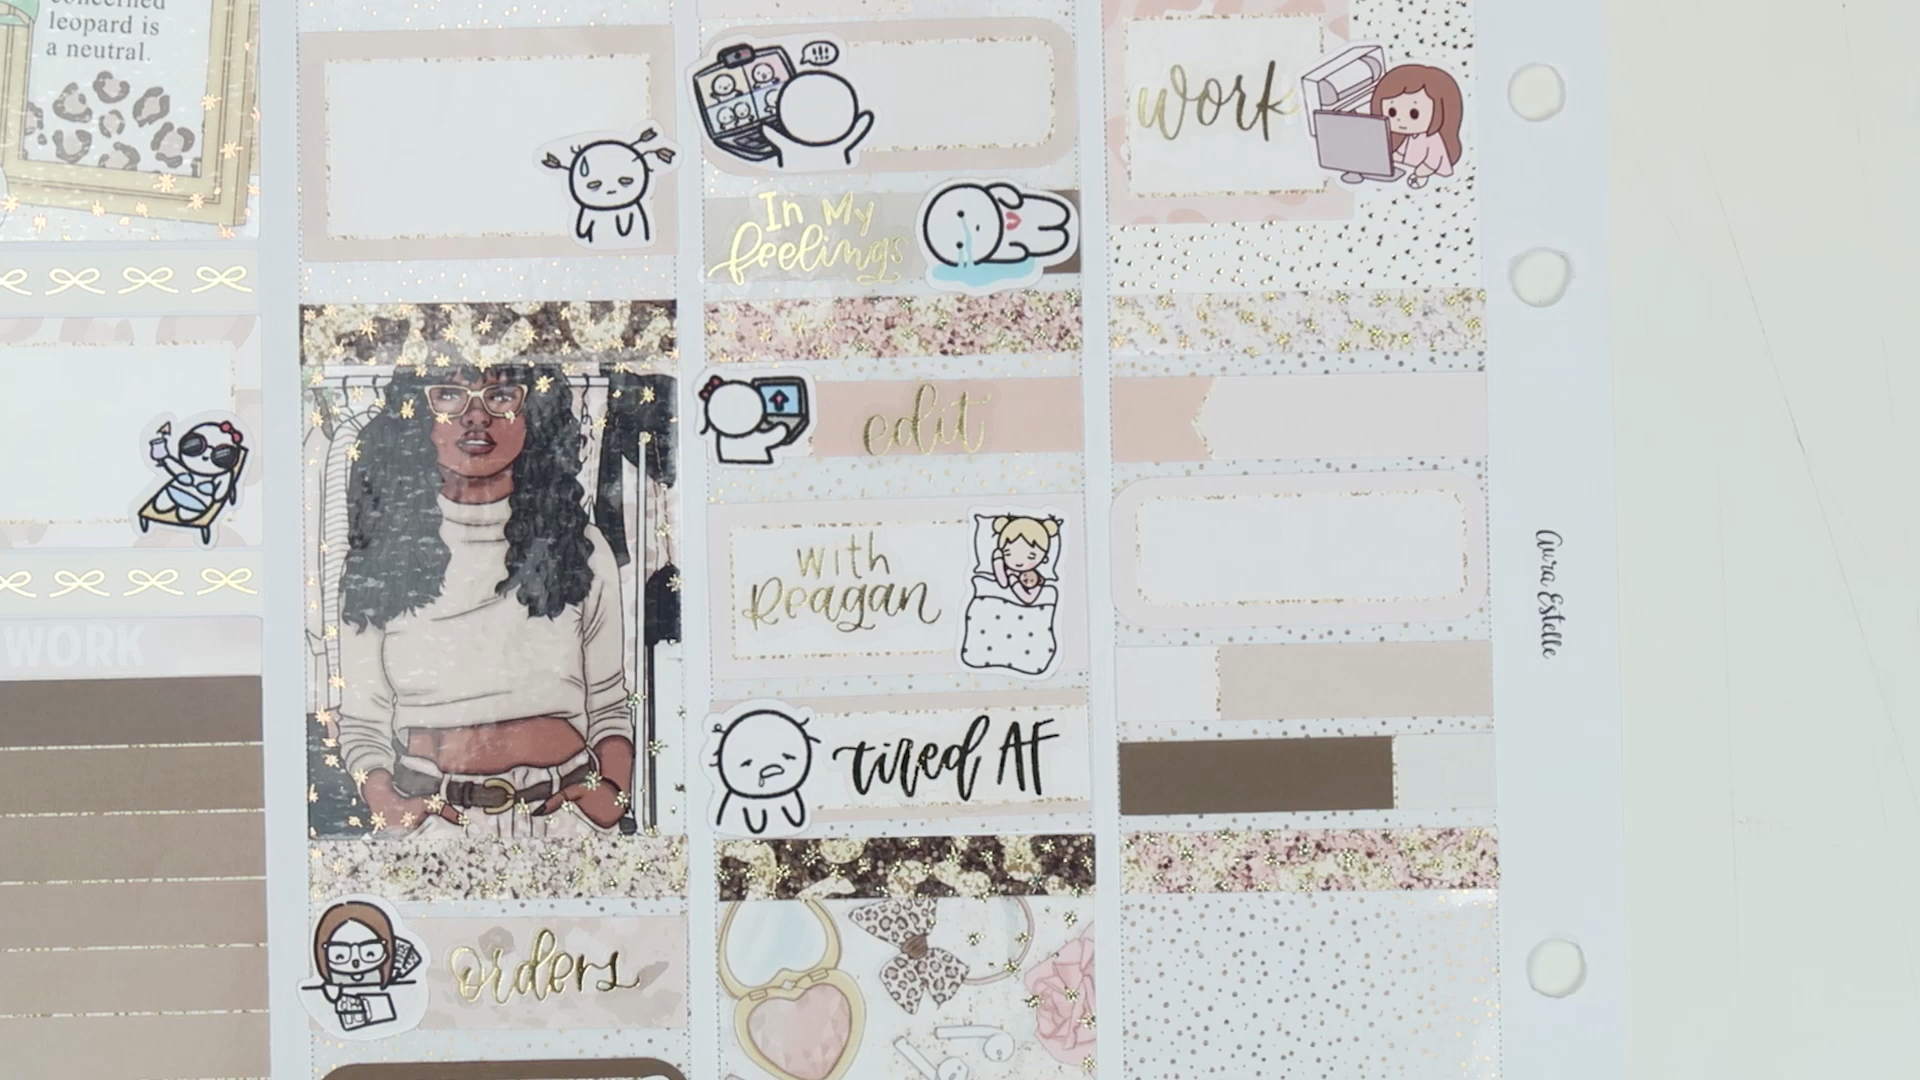 concerned
leopard is
a neutral.
WORK
orders
!!!
In My
feelings
edit
with
Reagan
tired AF
work
Aura Estelle